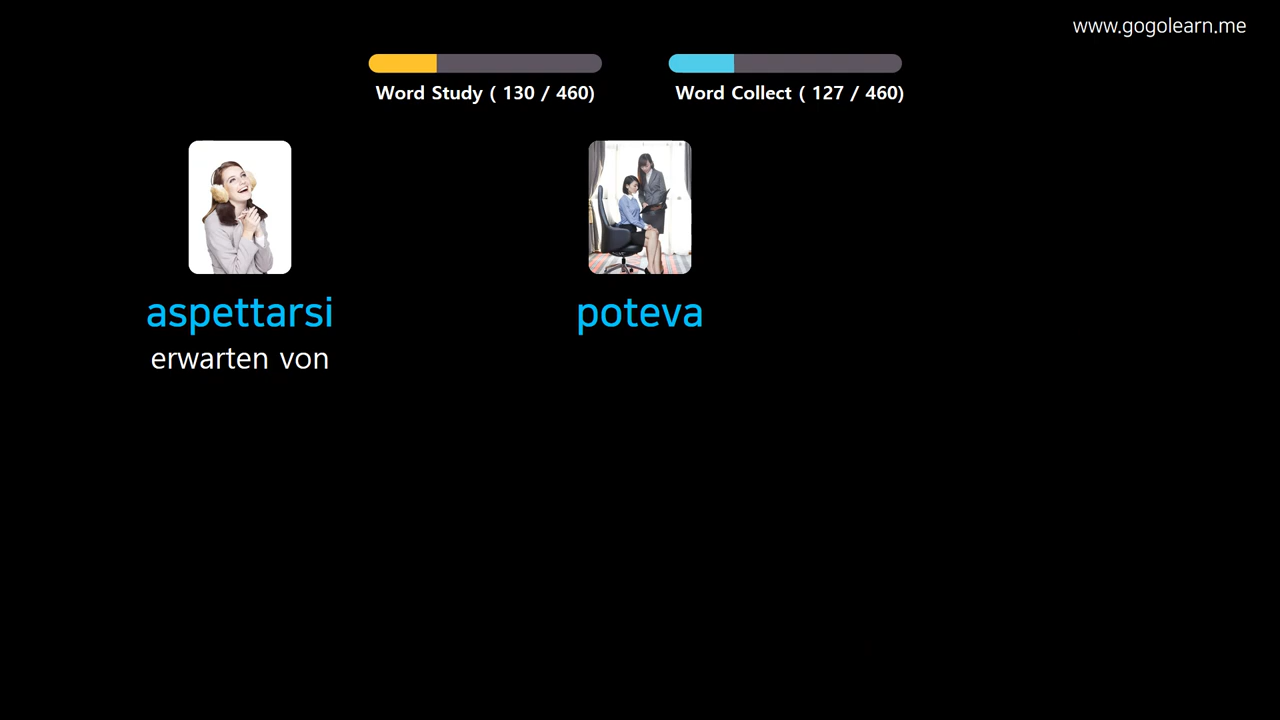 www.gogolearn.me
Word Study ( 130 / 460)
Word Collect ( 127 / 460)
aspettarsi
poteva
erwarten von